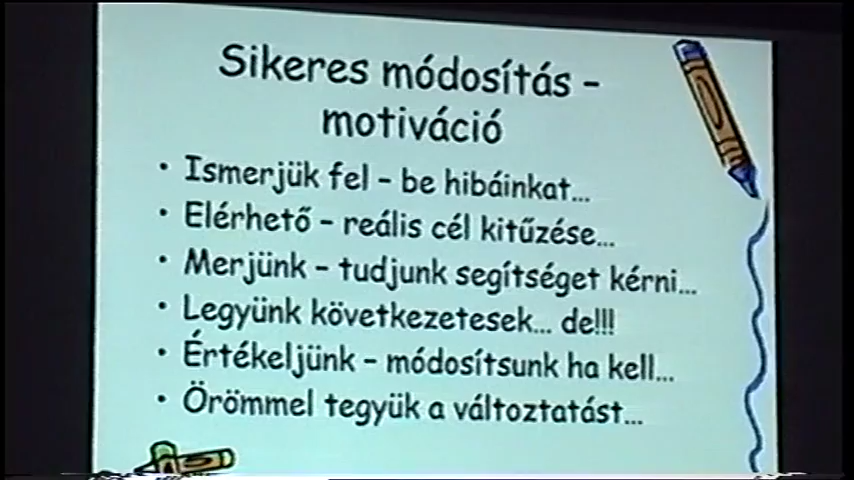 Sikeres módosítás –
motiváció
• Ismerjük fel – be hibáinkat...
• Elérhető – reális cél kitűzése...
• Merjünk – tudjunk segítséget kérni...
• Legyünk következetesek... de!!!
• Értékeljünk – módosítsunk ha kell...
• Örömmel tegyük a változtatást...